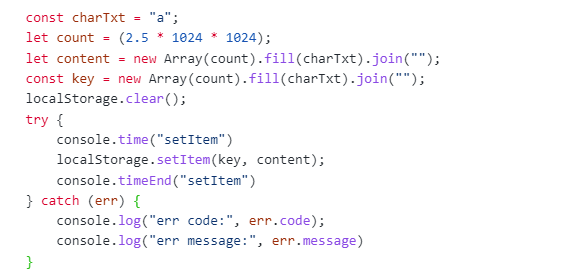 const charTxt = "a";
let count = (2.5 * 1024 * 1024);
let content = new Array(count).fill(charTxt).join("");
const key = new Array(count).fill(charTxt).join("");
localStorage.clear();
try {
    console.time("setItem")
    localStorage.setItem(key, content);
    console.timeEnd("setItem")
} catch (err) {
    console.log("err code:", err.code);
    console.log("err message:", err.message)
}